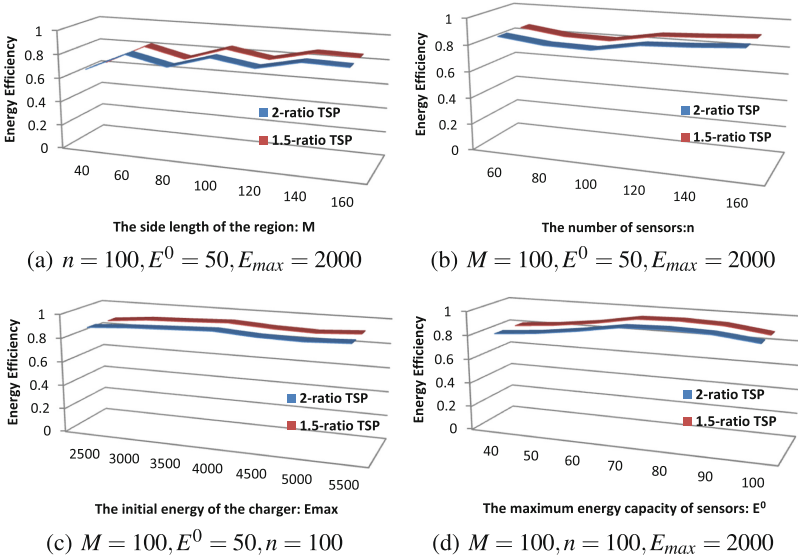 Energy Efficiency
1
0.8
0.6
0.4
0.2
0
40 60 80 100 120 140 160
2-ratio TSP
1.5-ratio TSP
The side length of the region: M
(a) n = 100, E⁰ = 50, E_max = 2000
Energy Efficiency
1
0.8
0.6
0.4
0.2
0
60 80 100 120 140 160
2-ratio TSP
1.5-ratio TSP
The number of sensors:n
(b) M = 100, E⁰ = 50, E_max = 2000
Energy Efficiency
1
0.8
0.6
0.4
0.2
0
2500 3000 3500 4000 4500 5000 5500
2-ratio TSP
1.5-ratio TSP
The initial energy of the charger: Emax
(c) M = 100, E⁰ = 50, n = 100
Energy Efficiency
1
0.8
0.6
0.4
0.2
0
40 50 60 70 80 90 100
2-ratio TSP
1.5-ratio TSP
The maximum energy capacity of sensors: E⁰
(d) M = 100, n = 100, E_max = 2000